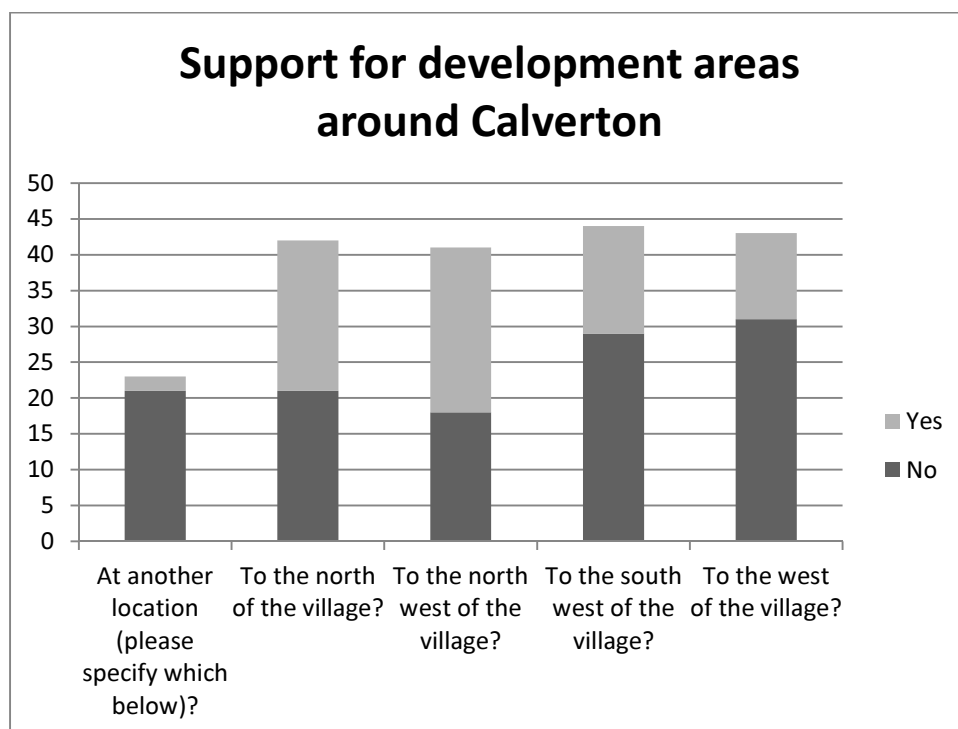 Support for development areas
around Calverton
50
45
40
35
30
25
20
15
10
5
0
Yes
No
At another
location
(please
specify which
below)?
To the north
of the village?
To the north
west of the
village?
To the south
west of the
village?
To the west
of the village?